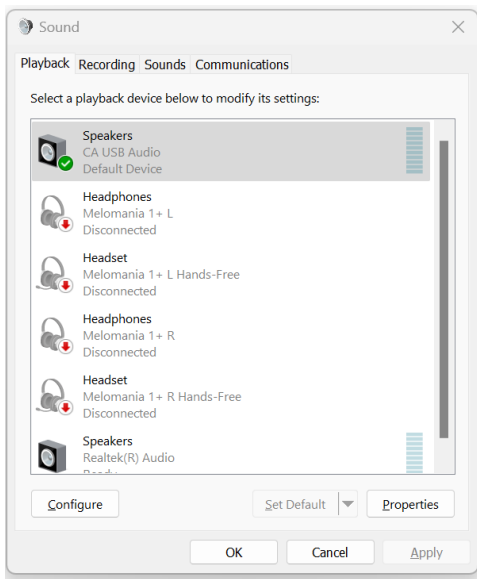 Sound
Playback Recording Sounds Communications
Select a playback device below to modify its settings:
Speakers
CA USB Audio
Default Device
Headphones
Melomania 1+ L
Disconnected
Headset
Melomania 1+ L Hands-Free
Disconnected
Headphones
Melomania 1+ R
Disconnected
Headset
Melomania 1+ R Hands-Free
Disconnected
Speakers
Realtek(R) Audio
Ready
Configure Set Default Properties
OK Cancel Apply